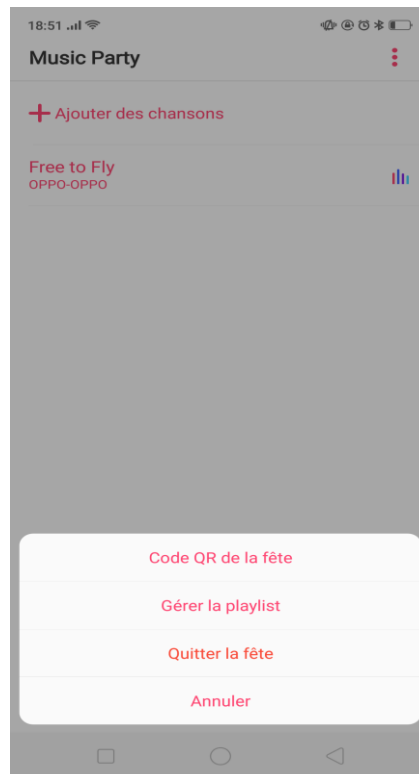 18:51
Music Party
Ajouter des chansons
Free to Fly
OPPO-OPPO
Code QR de la fête
Gérer la playlist
Quitter la fête
Annuler